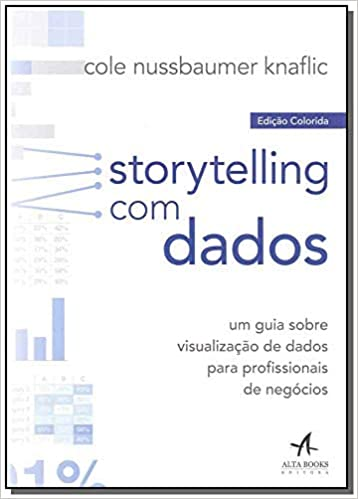 cole nussbaumer knaflic
Edição Colorida
storytelling
com
dados
um guia sobre
visualização de dados
para profissionais
de negócios
A B C
A B C
91%
ALTA BOOKS
EDITORA